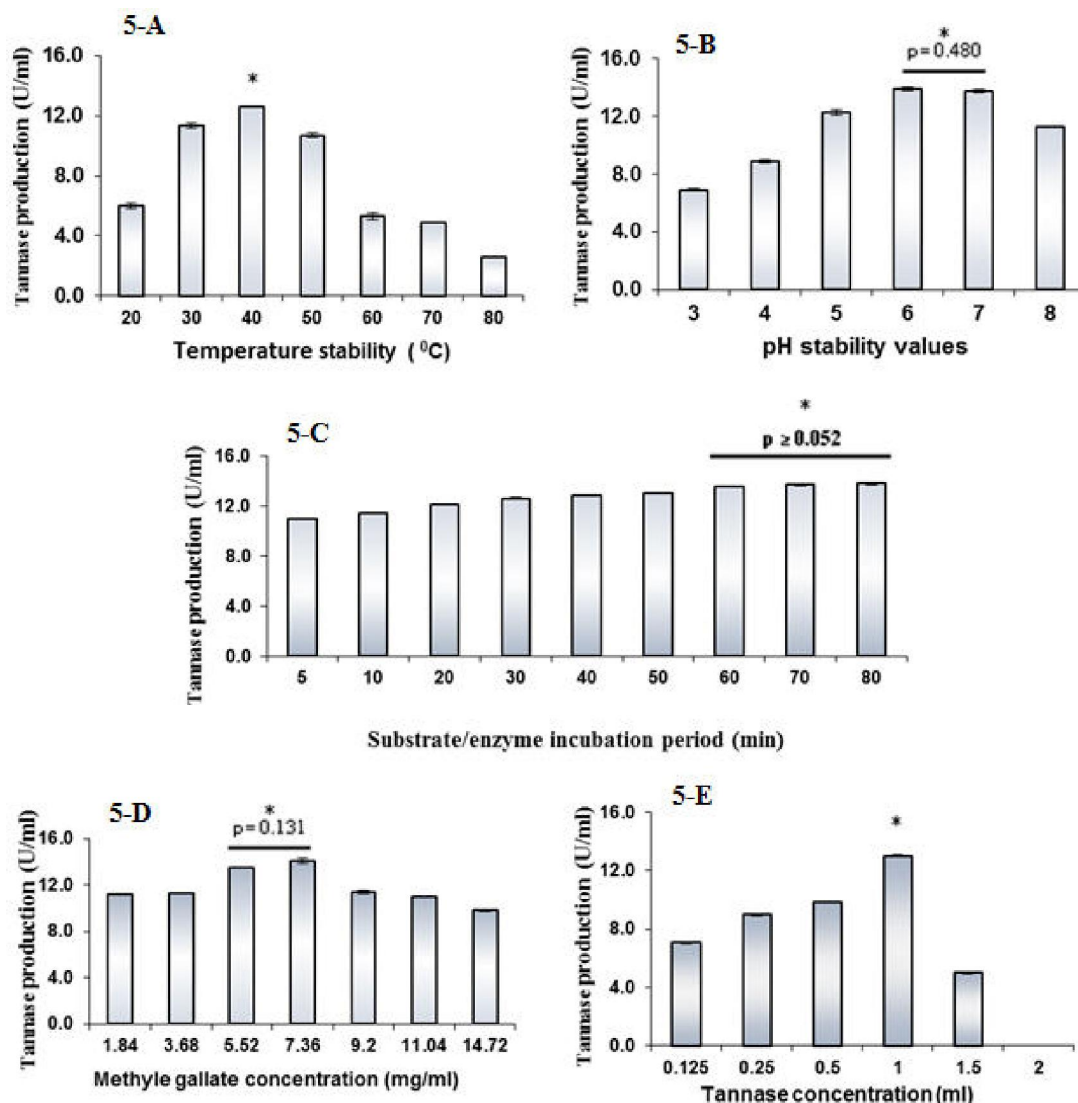 5-A
*
Tannase production (U/ml)
16.0
12.0
8.0
4.0
0.0
20 30 40 50 60 70 80
Temperature stability ( ⁰C)
5-B
*
p = 0.480
Tannase production (U/ml)
16.0
12.0
8.0
4.0
0.0
3 4 5 6 7 8
pH stability values
5-C
*
p ≥ 0.052
Tannase production (U/ml)
16.0
12.0
8.0
4.0
0.0
5 10 20 30 40 50 60 70 80
Substrate/enzyme incubation period (min)
5-D
*
p = 0.131
Tannase production (U/ml)
16.0
12.0
8.0
4.0
0.0
1.84 3.68 5.52 7.36 9.2 11.04 14.72
Methyle gallate concentration (mg/ml)
5-E
*
Tannase production (U/ml)
16.0
12.0
8.0
4.0
0.0
0.125 0.25 0.5 1 1.5 2
Tannase concentration (ml)